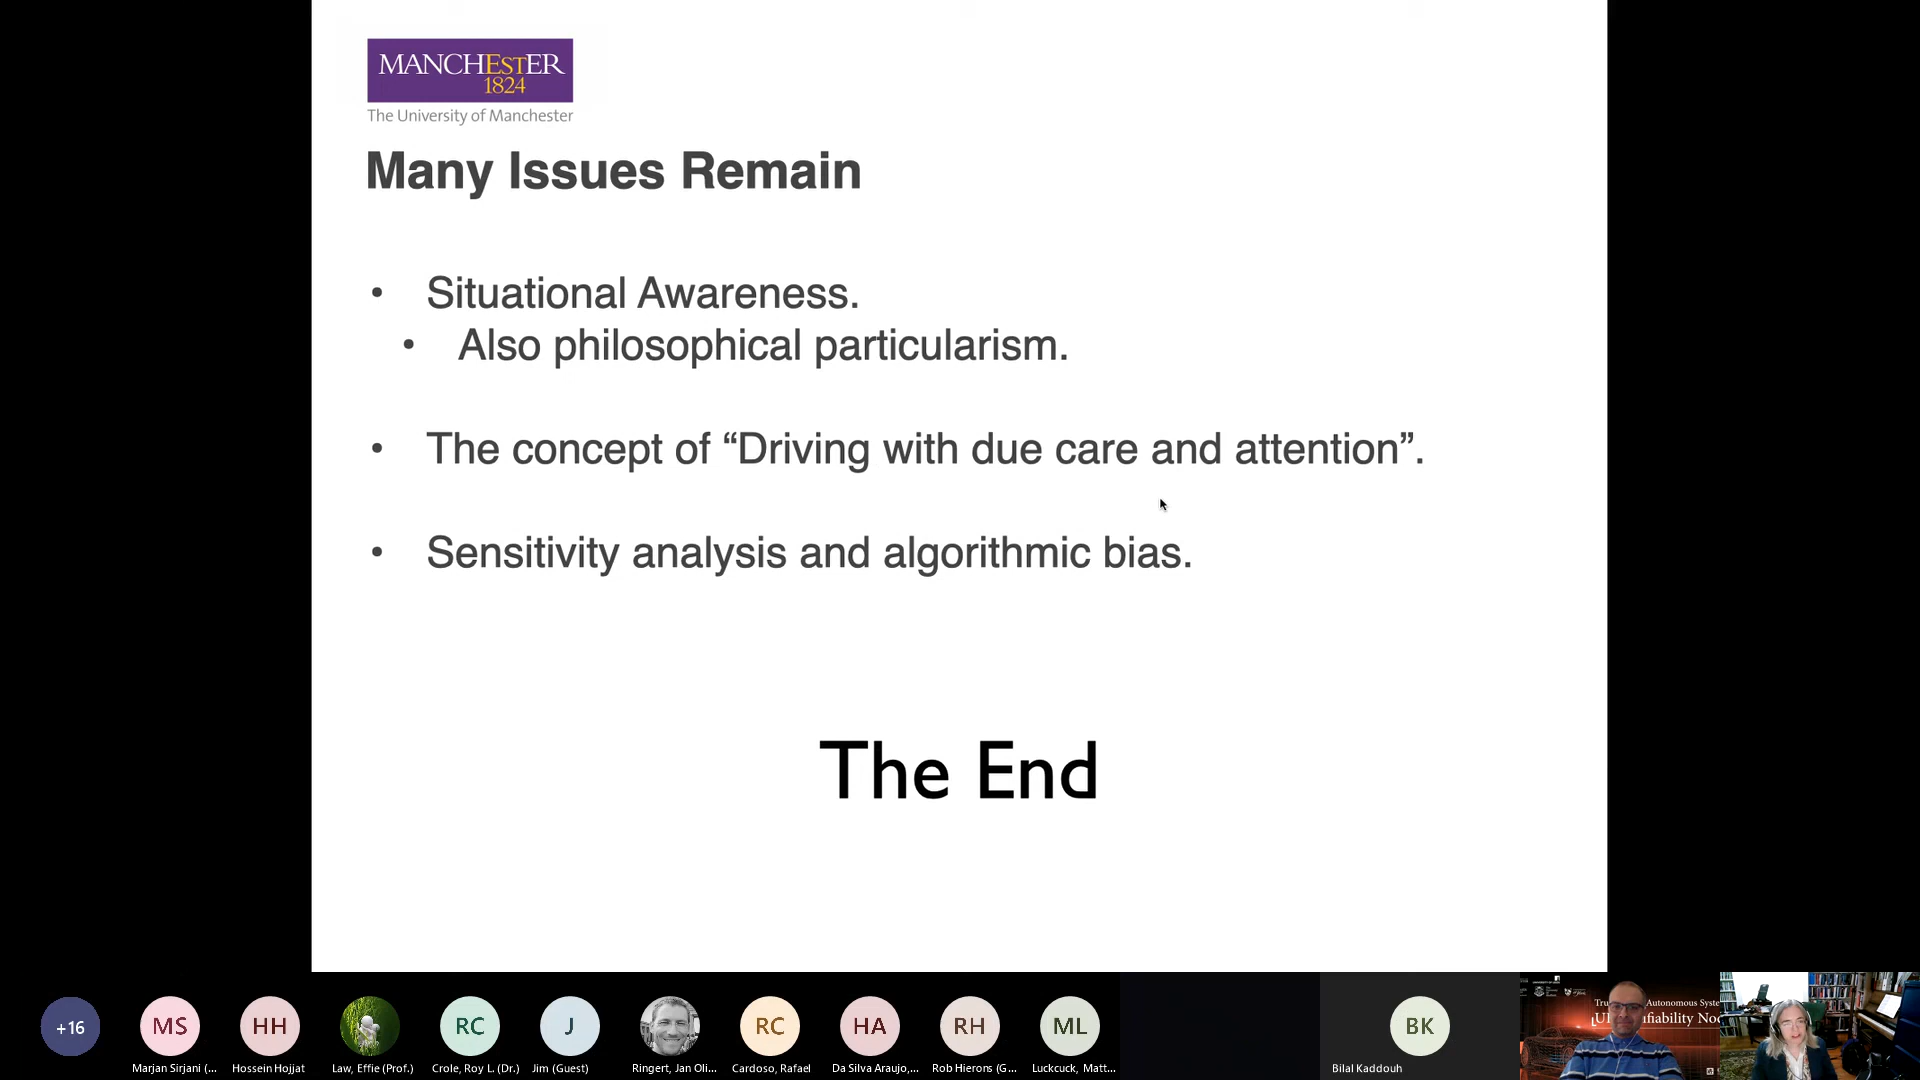 MANCHESTER
1824
The University of Manchester
Many Issues Remain
• Situational Awareness.
• Also philosophical particularism.
• The concept of “Driving with due care and attention”.
• Sensitivity analysis and algorithmic bias.
The End
+16
MS
HH
RC
J
RC
HA
RH
ML
BK
Marjan Sirjani (...
Hossein Hojjat
Law, Effie (Prof.)
Crole, Roy L. (Dr.)
Jim (Guest)
Ringert, Jan Oli...
Cardoso, Rafael
Da Silva Araujo,...
Rob Hierons (G...
Luckcuck, Matt...
Bilal Kaddouh
Autonomous